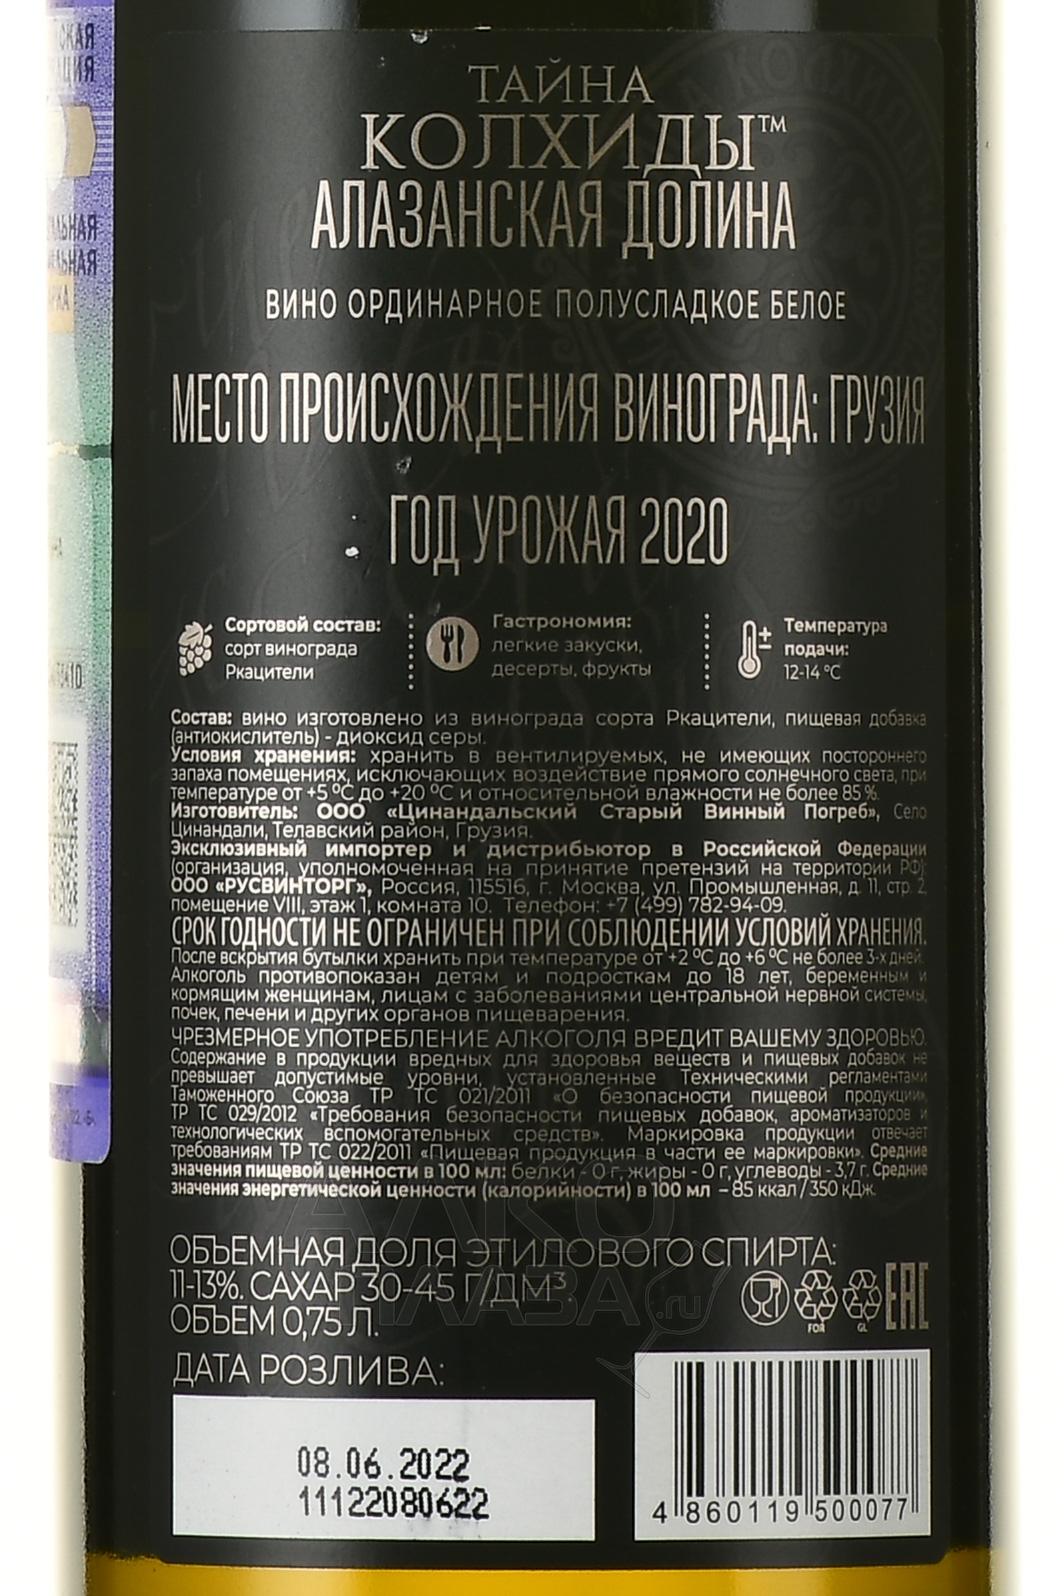 ТАЙНА
КОЛХИДЫ™
АЛАЗАНСКАЯ ДОЛИНА
ВИНО ОРДИНАРНОЕ ПОЛУСЛАДКОЕ БЕЛОЕ
МЕСТО ПРОИСХОЖДЕНИЯ ВИНОГРАДА: ГРУЗИЯ
ГОД УРОЖАЯ 2020
Сортовой состав:
сорт винограда
Ркацители
Гастрономия:
легкие закуски,
десерты, фрукты
Температура
подачи:
12-14 °C
Состав: вино изготовлено из винограда сорта Ркацители, пищевая добавка
(антиокислитель) - диоксид серы.
Условия хранения: хранить в вентилируемых, не имеющих постороннего
запаха помещениях, исключающих воздействие прямого солнечного света, при
температуре от +5 °C до +20 °C и относительной влажности не более 85 %.
Изготовитель: ООО «Цинандальский Старый Винный Погреб», Село
Цинандали, Телавский район, Грузия.
Эксклюзивный импортер и дистрибьютор в Российской Федерации
(организация, уполномоченная на принятие претензий на территории РФ):
ООО «РУСВИНТОРГ», Россия, 115516, г. Москва, ул. Промышленная, д. 11, стр. 2,
помещение VIII, этаж 1, комната 10. Телефон: +7 (499) 782-94-09.
СРОК ГОДНОСТИ НЕ ОГРАНИЧЕН ПРИ СОБЛЮДЕНИИ УСЛОВИЙ ХРАНЕНИЯ.
После вскрытия бутылки хранить при температуре от +2 °C до +6 °C не более 3-х дней.
Алкоголь противопоказан детям и подросткам до 18 лет, беременным и
кормящим женщинам, лицам с заболеваниями центральной нервной системы,
почек, печени и других органов пищеварения.
ЧРЕЗМЕРНОЕ УПОТРЕБЛЕНИЕ АЛКОГОЛЯ ВРЕДИТ ВАШЕМУ ЗДОРОВЬЮ.
Содержание в продукции вредных для здоровья веществ и пищевых добавок не
превышает допустимые уровни, установленные Техническими регламентами
Таможенного Союза ТР ТС 021/2011 «О безопасности пищевой продукции»,
ТР ТС 029/2012 «Требования безопасности пищевых добавок, ароматизаторов и
технологических вспомогательных средств». Маркировка продукции отвечает
требованиям ТР ТС 022/2011 «Пищевая продукция в части ее маркировки». Средние
значения пищевой ценности в 100 мл: белки - 0 г, жиры - 0 г, углеводы - 3,7 г. Средние
значения энергетической ценности (калорийности) в 100 мл – 85 ккал / 350 кДж.
ОБЪЕМНАЯ ДОЛЯ ЭТИЛОВОГО СПИРТА:
11-13%. САХАР 30-45 Г/ДМ³.
ОБЪЕМ 0,75 Л.
FOR
GL
EAC
ДАТА РОЗЛИВА:
08.06.2022
11122080622
4 860119 500077
АЛКО
ПЛАЗА.ru